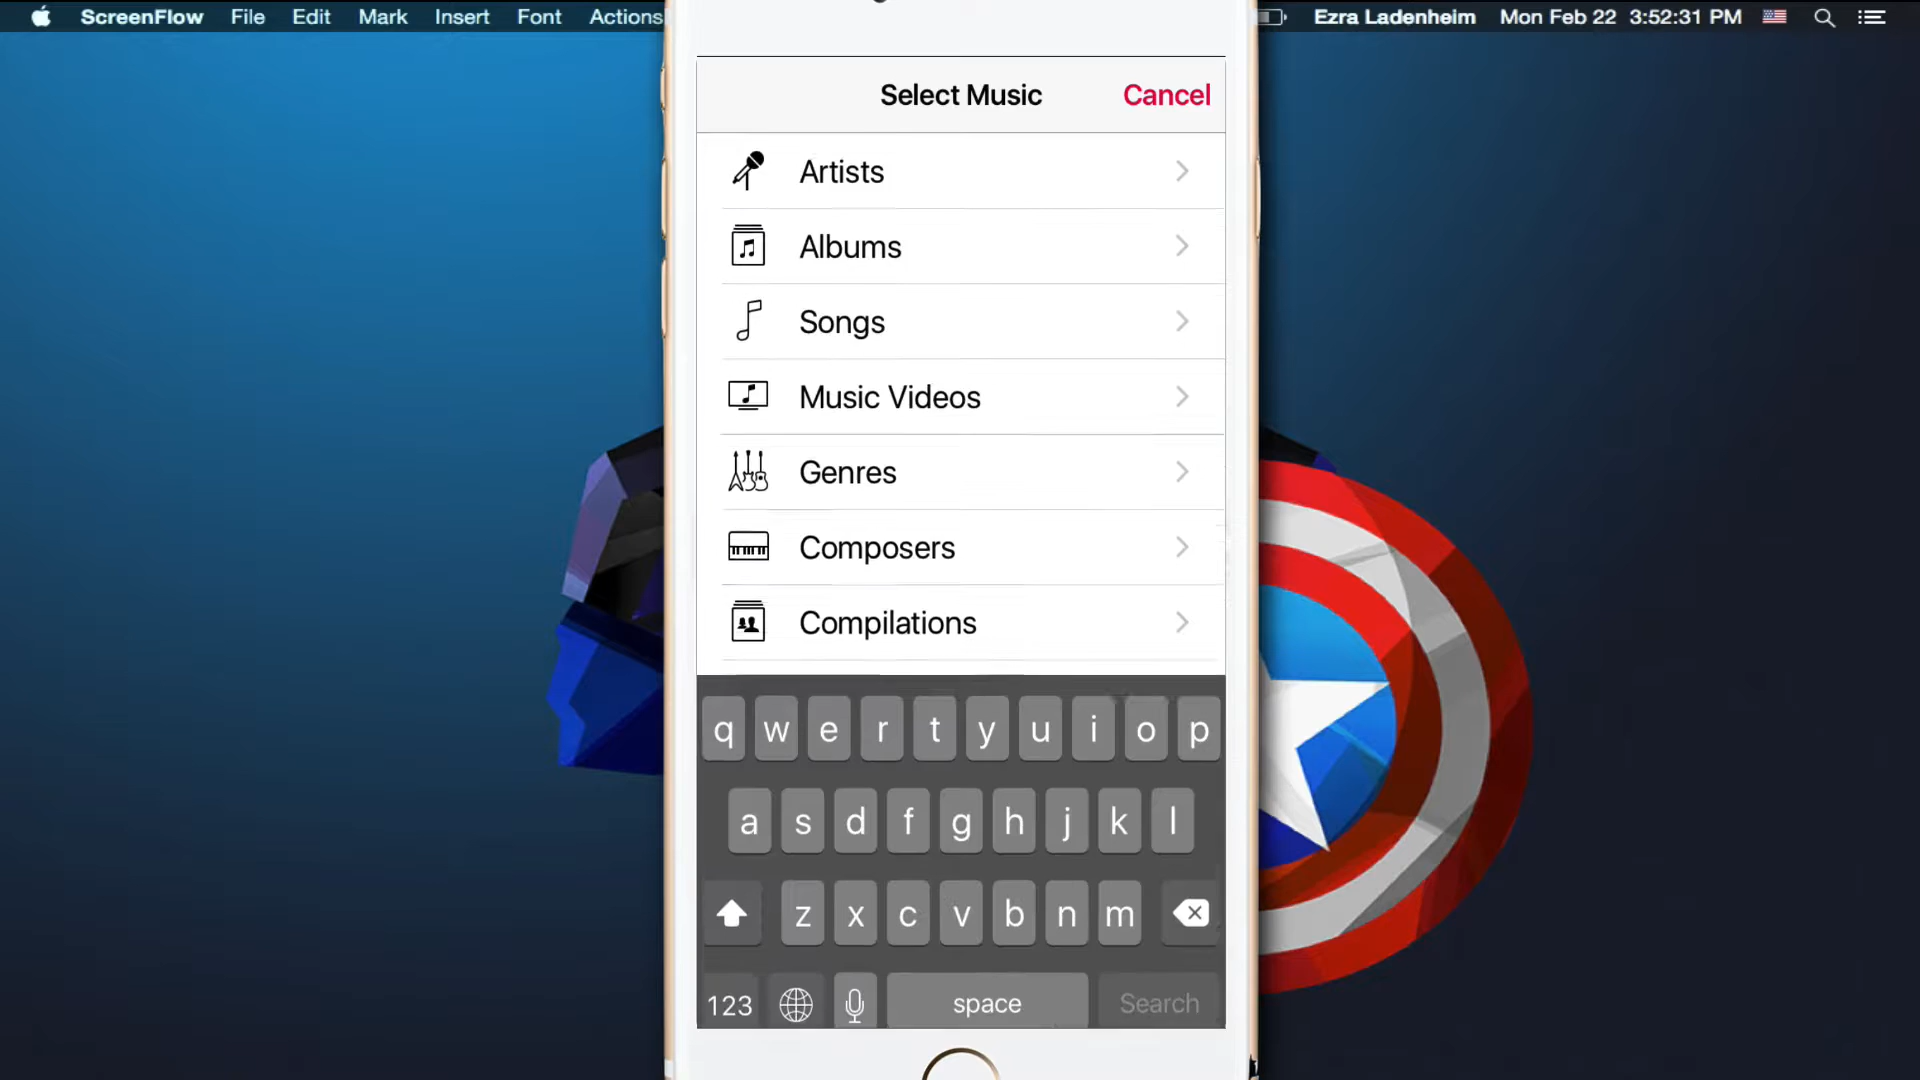 ScreenFlow File Edit Mark Insert Font Actions Ezra Ladenheim Mon Feb 22 3:52:31 PM
Select Music Cancel
Artists
Albums
Songs
Music Videos
Genres
Composers
Compilations
q w e r t y u i o p
a s d f g h j k l
z x c v b n m
123 space Search